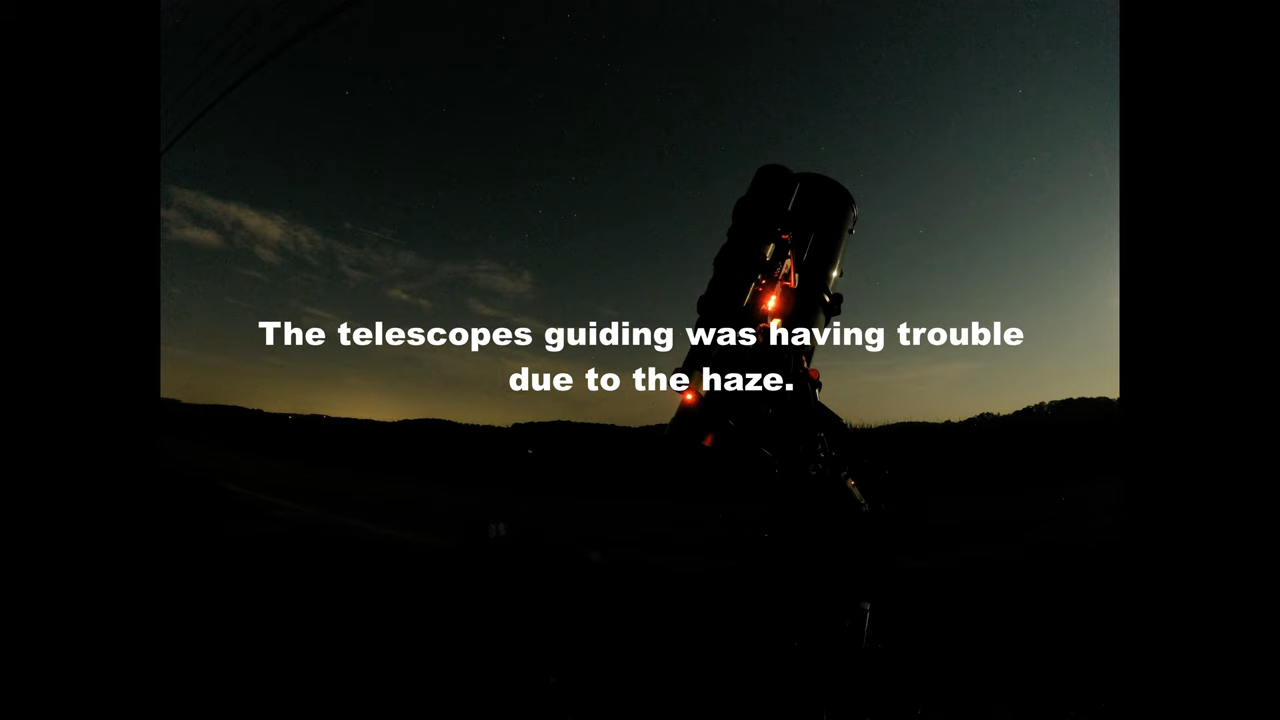 The telescopes guiding was having trouble
due to the haze.